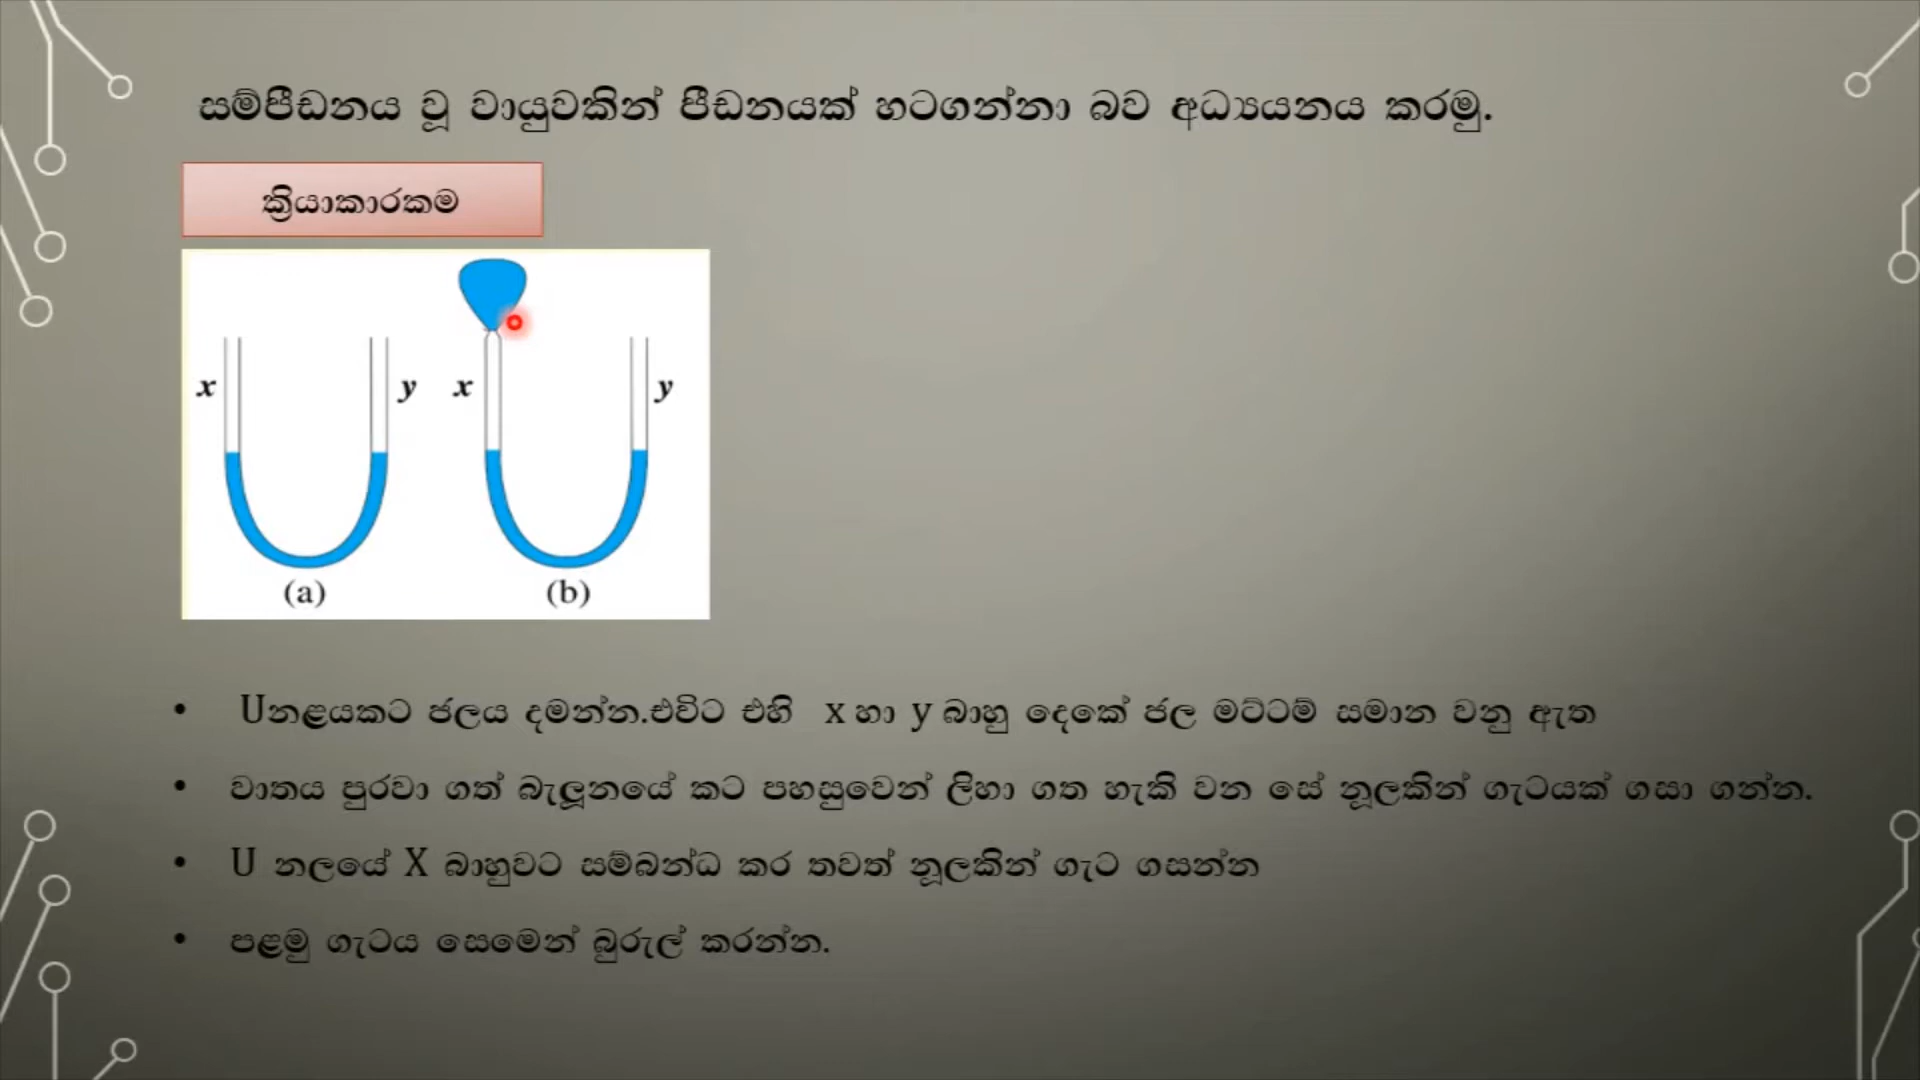 සම්පීඩනය වූ වායුවකින් පීඩනයක් හටගන්නා බව අධ්‍යයනය කරමු.
ක්‍රියාකාරකම
x y x y
(a) (b)
• Uනළයකට ජලය දමන්න.එවිට එහි x හා y බාහු දෙකේ ජල මට්ටම් සමාන වනු ඇත
• වාතය පුරවා ගත් බැලූනයේ කට පහසුවෙන් ලිහා ගත හැකි වන සේ නූලකින් ගැටයක් ගසා ගන්න.
• U නලයේ X බාහුවට සම්බන්ධ කර තවත් නූලකින් ගැට ගසන්න
• පළමු ගැටය සෙමෙන් බුරුල් කරන්න.